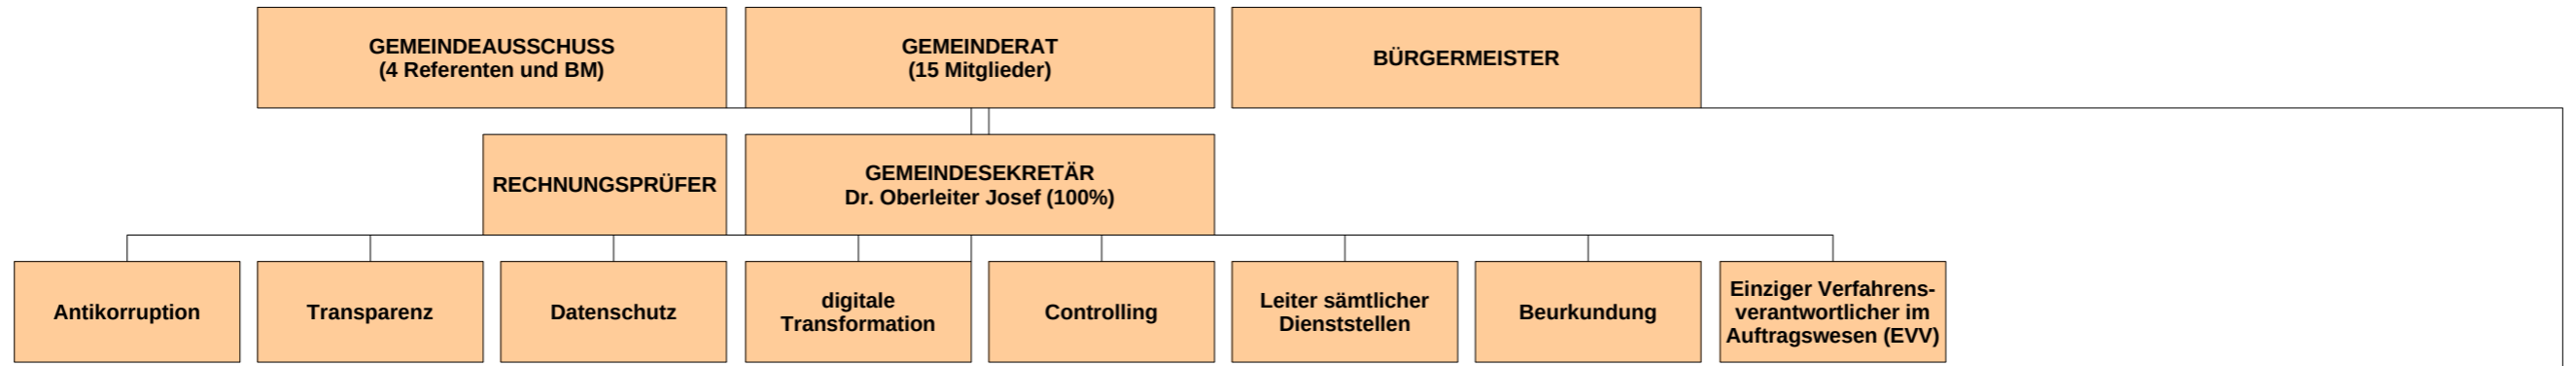 GEMEINDEAUSSCHUSS
(4 Referenten und BM)
GEMEINDERAT
(15 Mitglieder)
BÜRGERMEISTER
RECHNUNGSPRÜFER
GEMEINDESEKRETÄR
Dr. Oberleiter Josef (100%)
Antikorruption
Transparenz
Datenschutz
digitale
Transformation
Controlling
Leiter sämtlicher
Dienststellen
Beurkundung
Einziger Verfahrens-
verantwortlicher im
Auftragswesen (EVV)